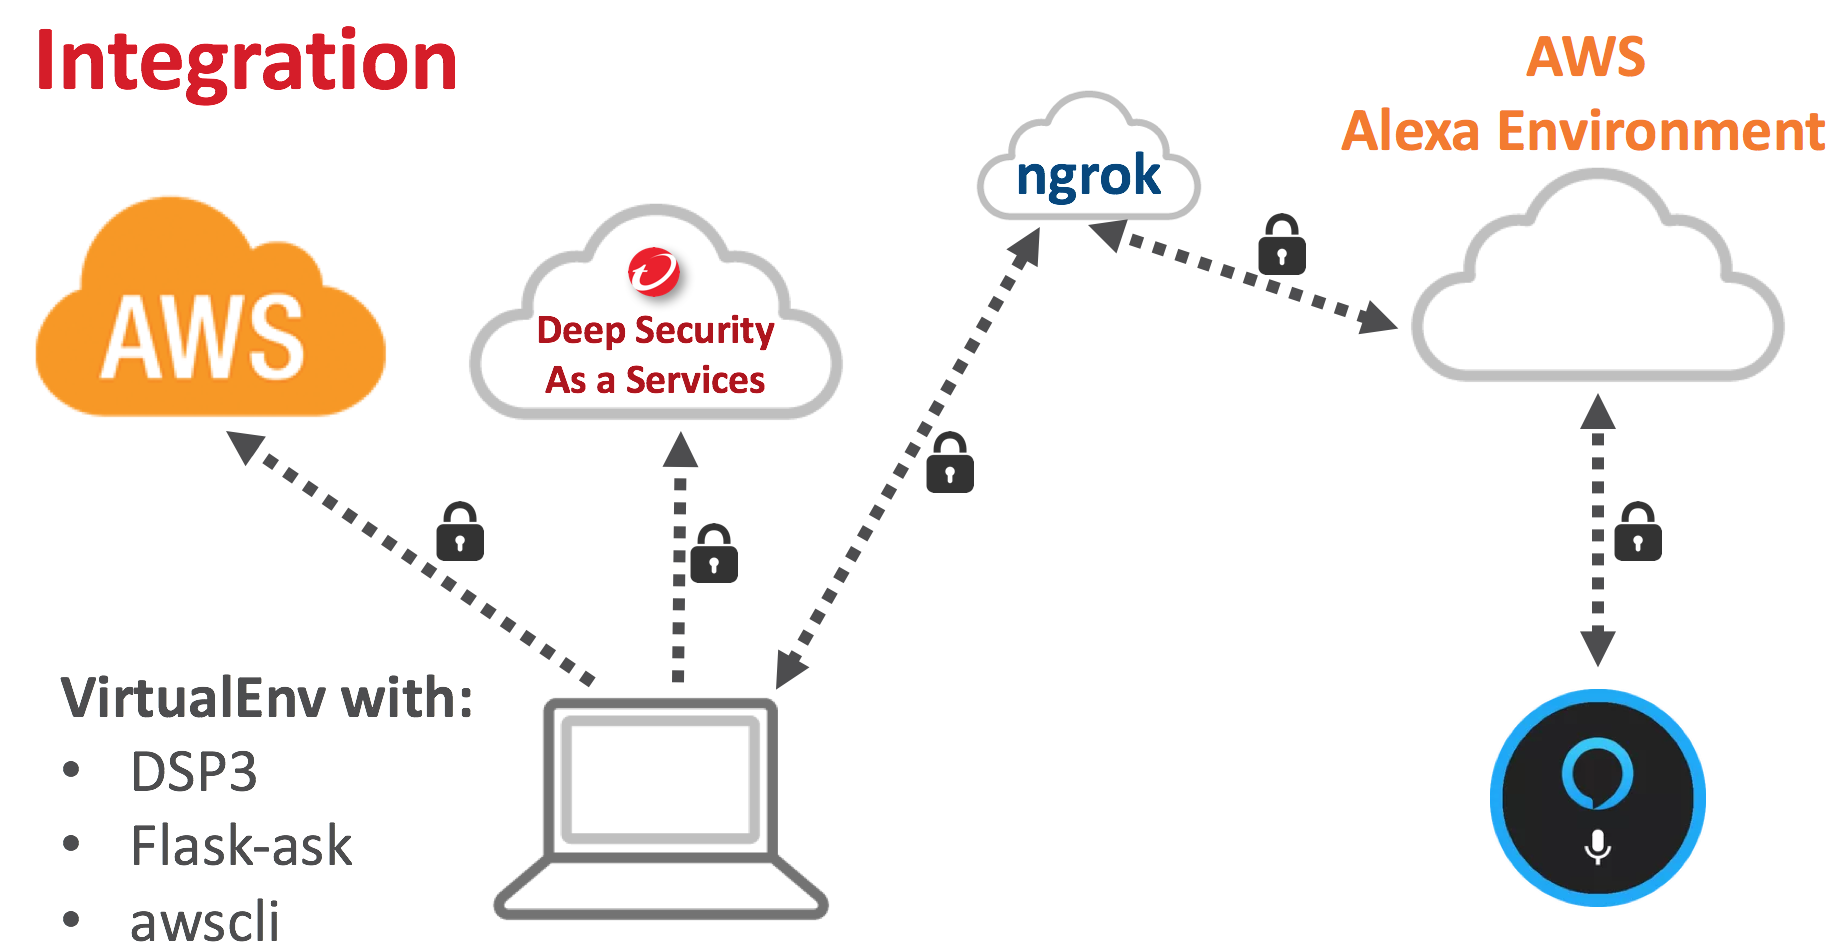 Integration
AWS
Alexa Environment
ngrok
AWS
Deep Security
As a Services
VirtualEnv with:
• DSP3
• Flask-ask
• awscli